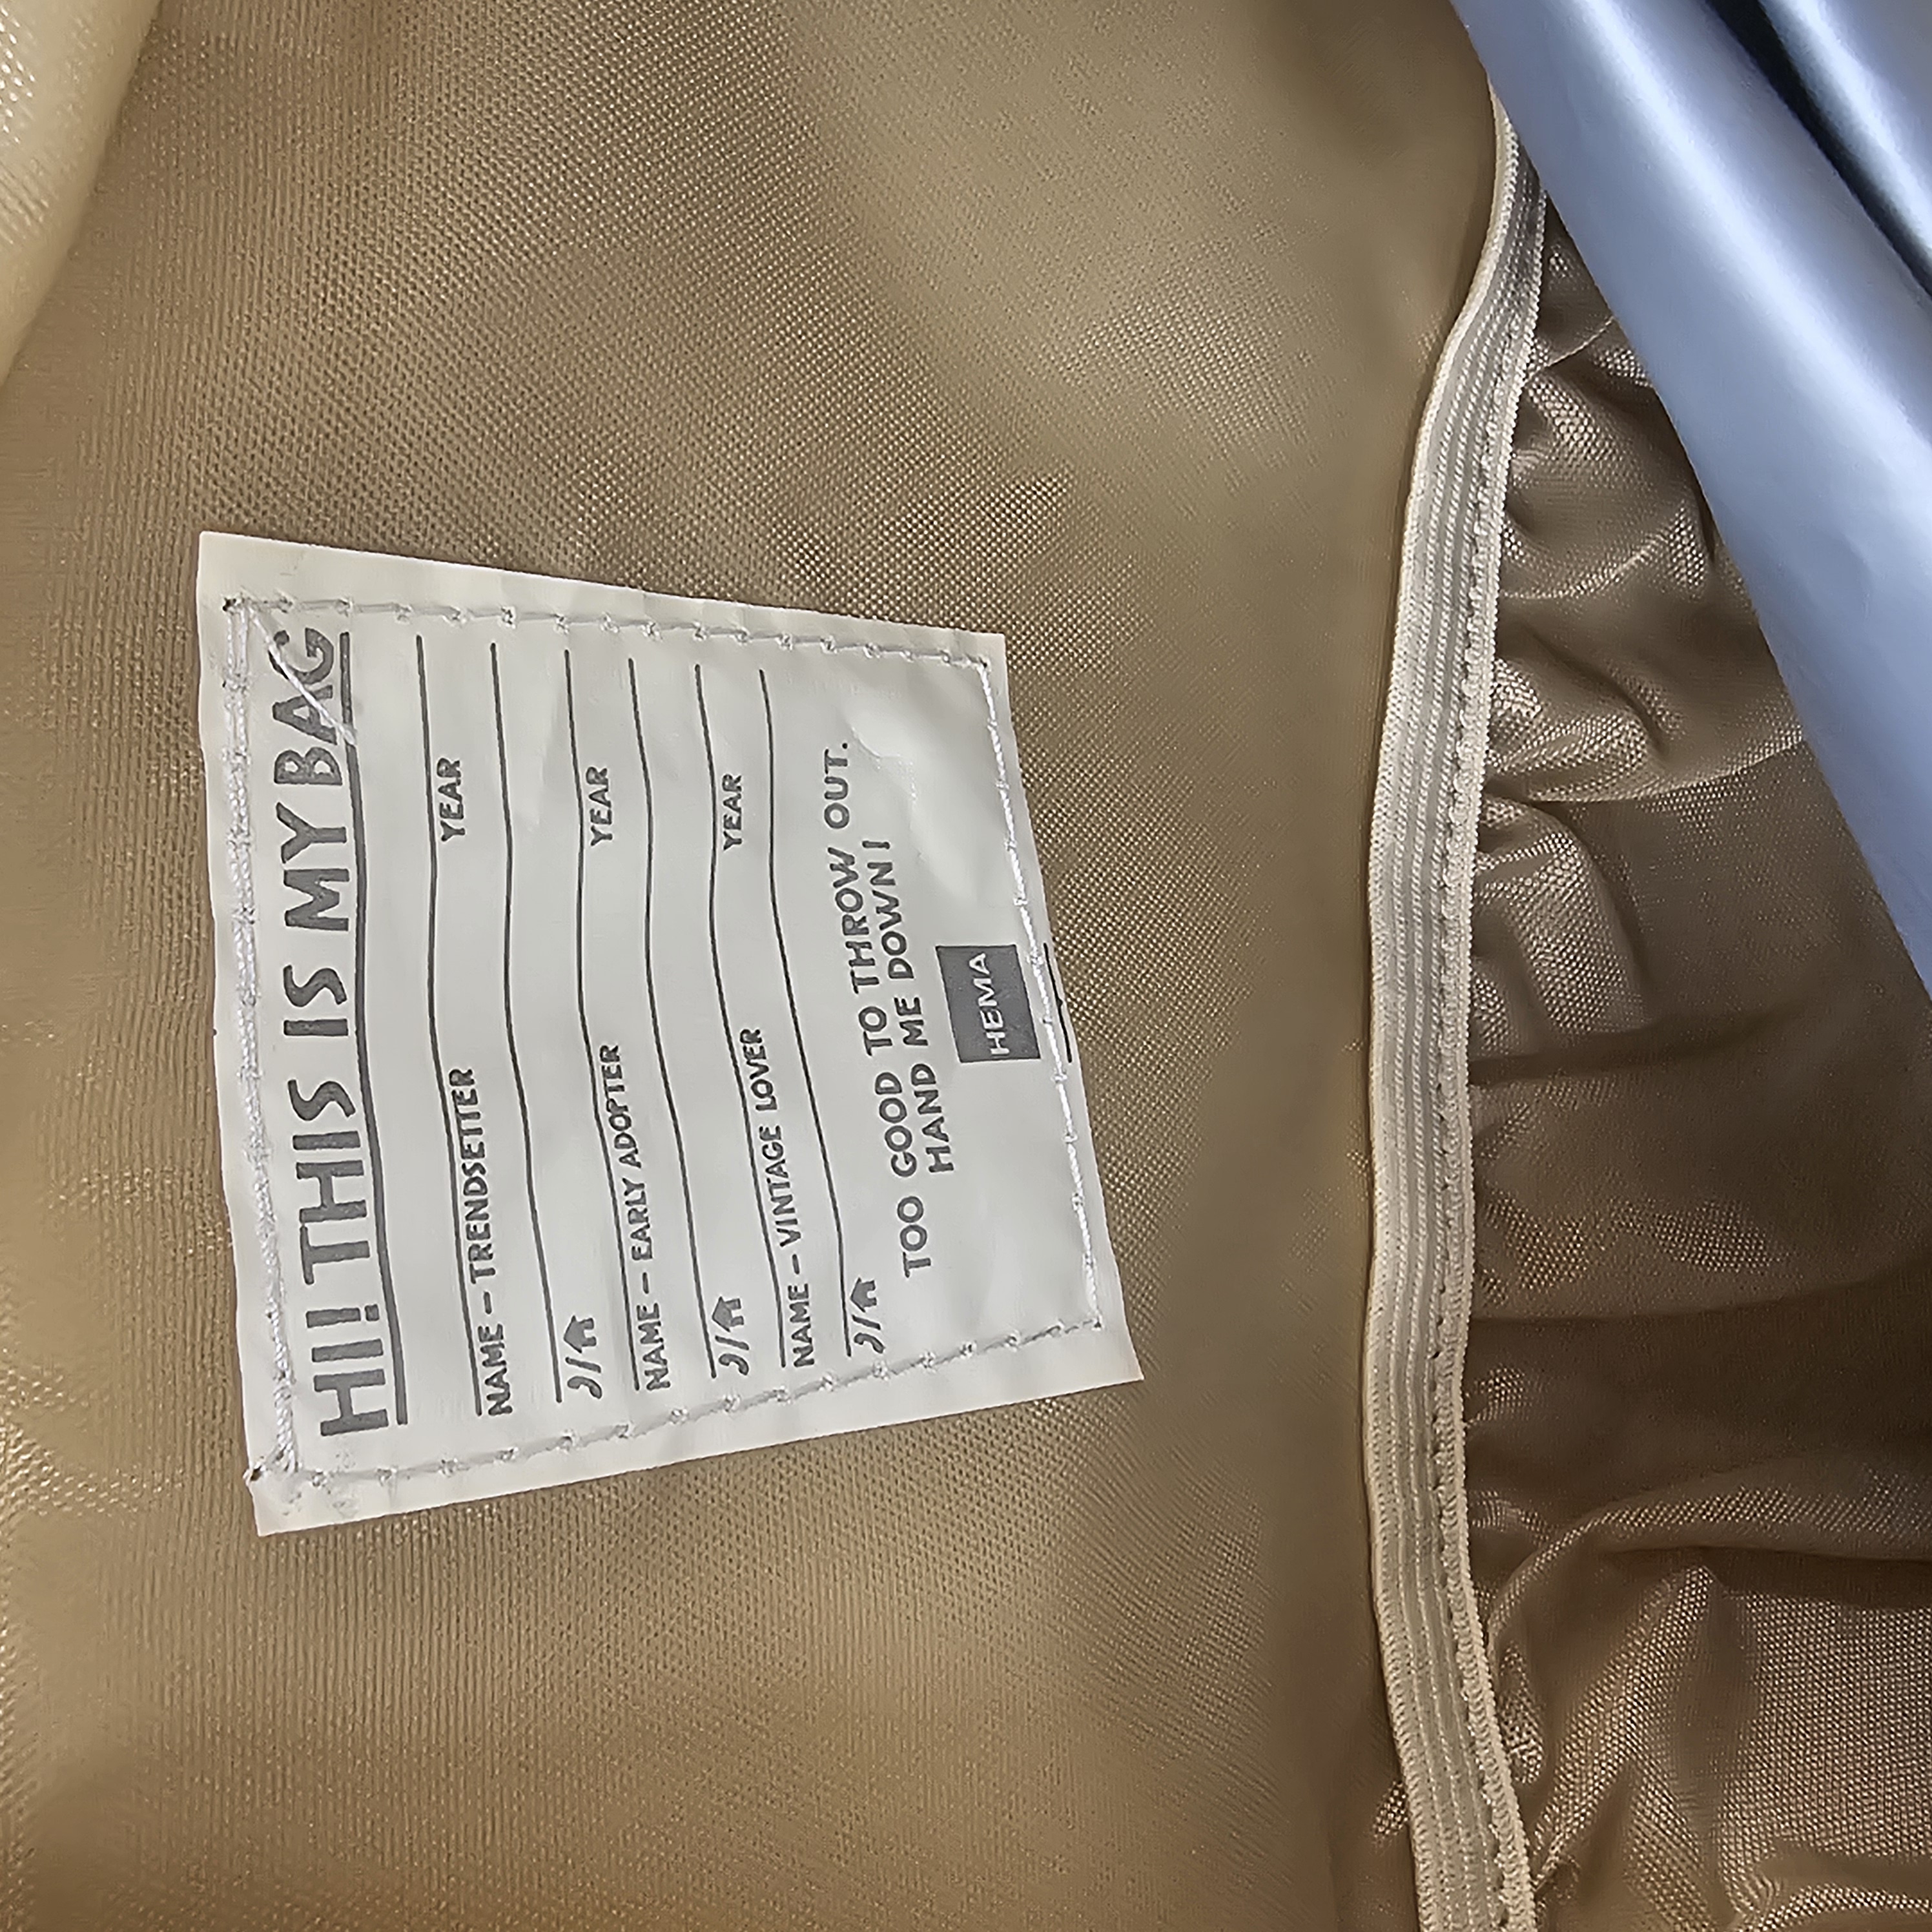 HI! THIS IS MY BAG
NAME – TRENDSETTER YEAR
/
NAME – EARLY ADOPTER YEAR
/
NAME – VINTAGE LOVER YEAR
/
TOO GOOD TO THROW OUT.
HAND ME DOWN!
HEMA